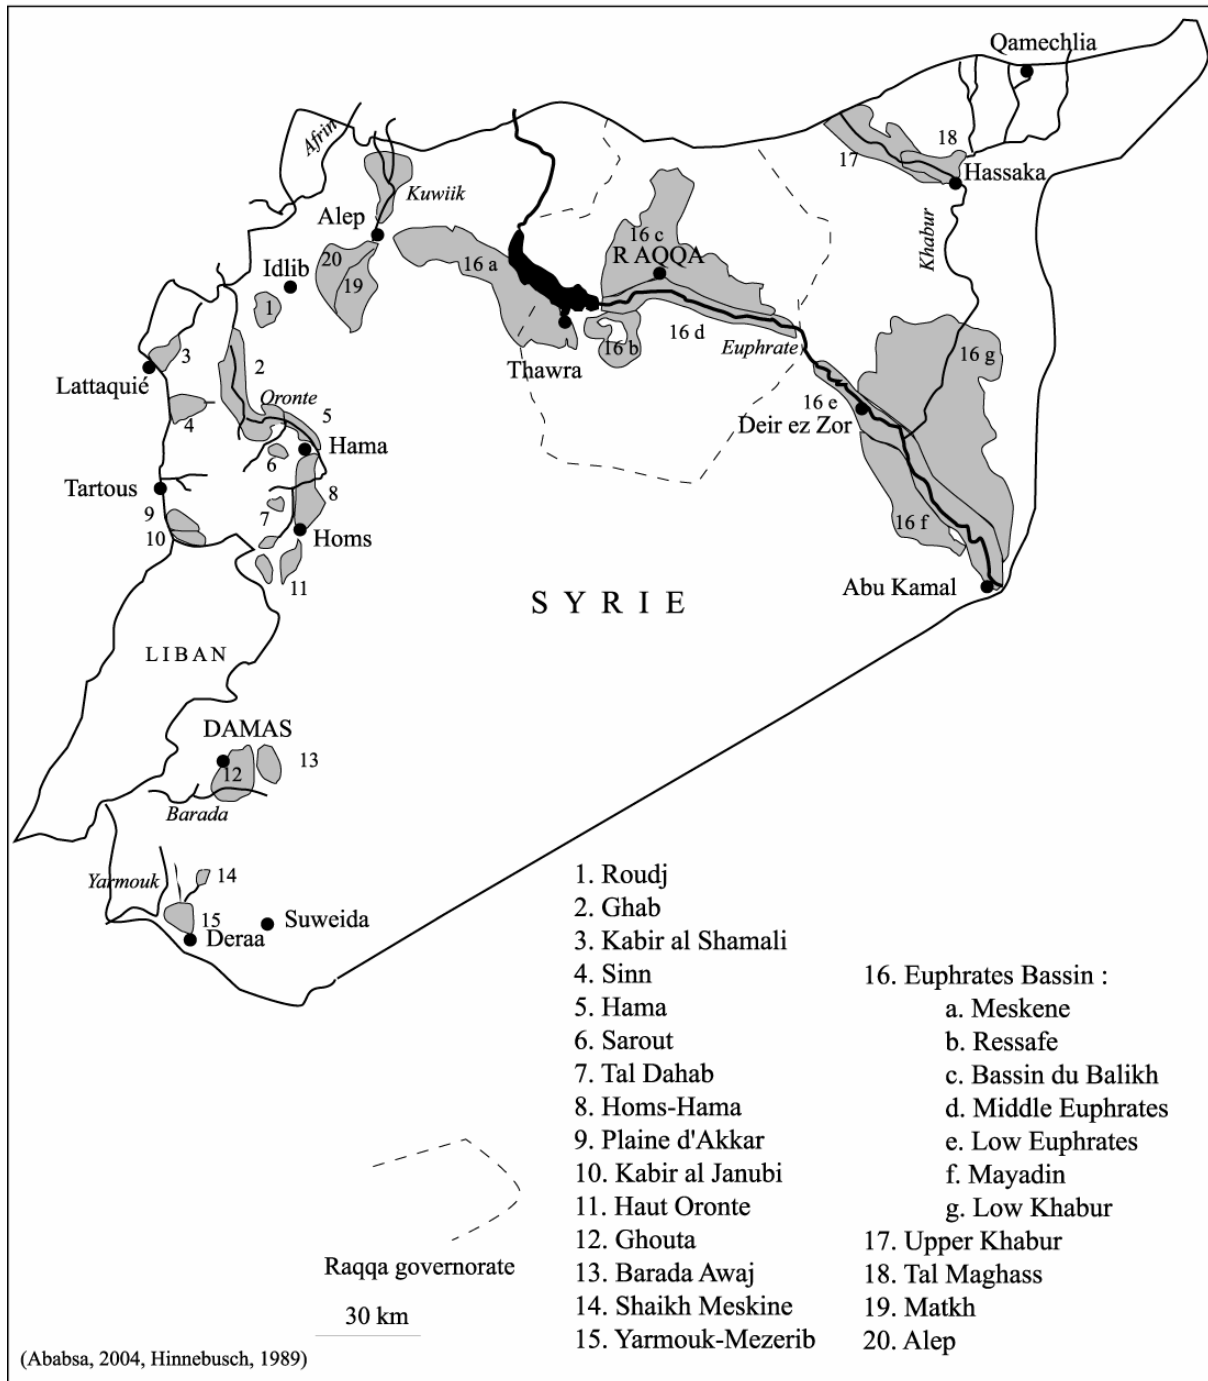 Qamechlia
Afrin
18
17
Hassaka
Kuwiik
Alep
Khabur
16 c
R AQQA
20
16 a
Idlib
19
1
16 b
16 d
Euphrate
16 g
3
2
Thawra
Lattaquié
Oronte
16 e
4
5
Deir ez Zor
Hama
6
Tartous
8
9
7
16 f
10
Homs
11
Abu Kamal
SYRIE
LIBAN
DAMAS
13
12
Barada
Yarmouk
14
15
Suweida
Deraa
1. Roudj
2. Ghab
3. Kabir al Shamali
4. Sinn
5. Hama
6. Sarout
7. Tal Dahab
8. Homs-Hama
9. Plaine d'Akkar
10. Kabir al Janubi
11. Haut Oronte
12. Ghouta
13. Barada Awaj
14. Shaikh Meskine
15. Yarmouk-Mezerib
16. Euphrates Bassin :
a. Meskene
b. Ressafe
c. Bassin du Balikh
d. Middle Euphrates
e. Low Euphrates
f. Mayadin
g. Low Khabur
17. Upper Khabur
18. Tal Maghass
19. Matkh
20. Alep
Raqqa governorate
30 km
(Ababsa, 2004, Hinnebusch, 1989)